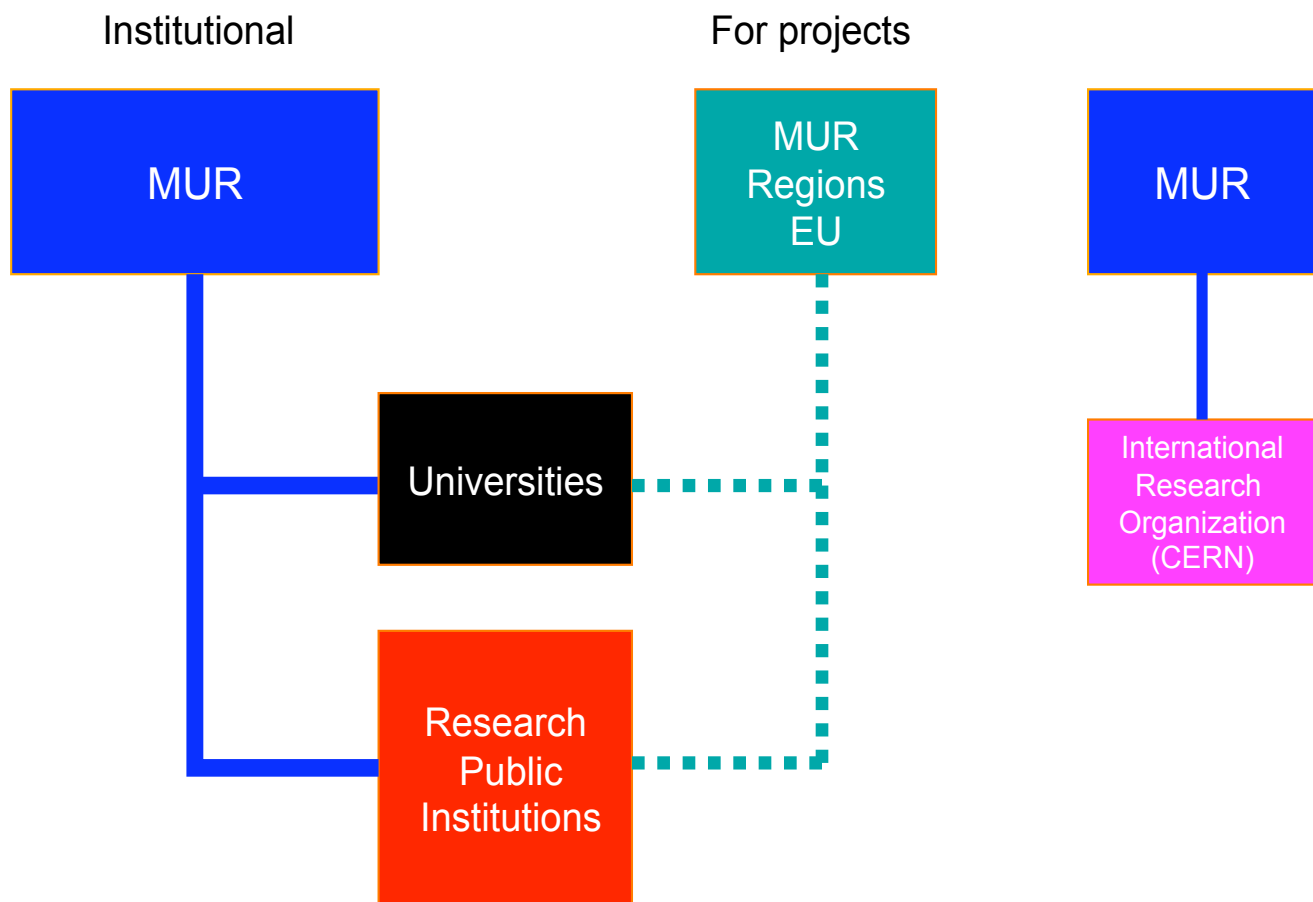 Institutional
For projects
MUR
MUR
Regions
EU
MUR
Universities
International
Research
Organization
(CERN)
Research
Public
Institutions